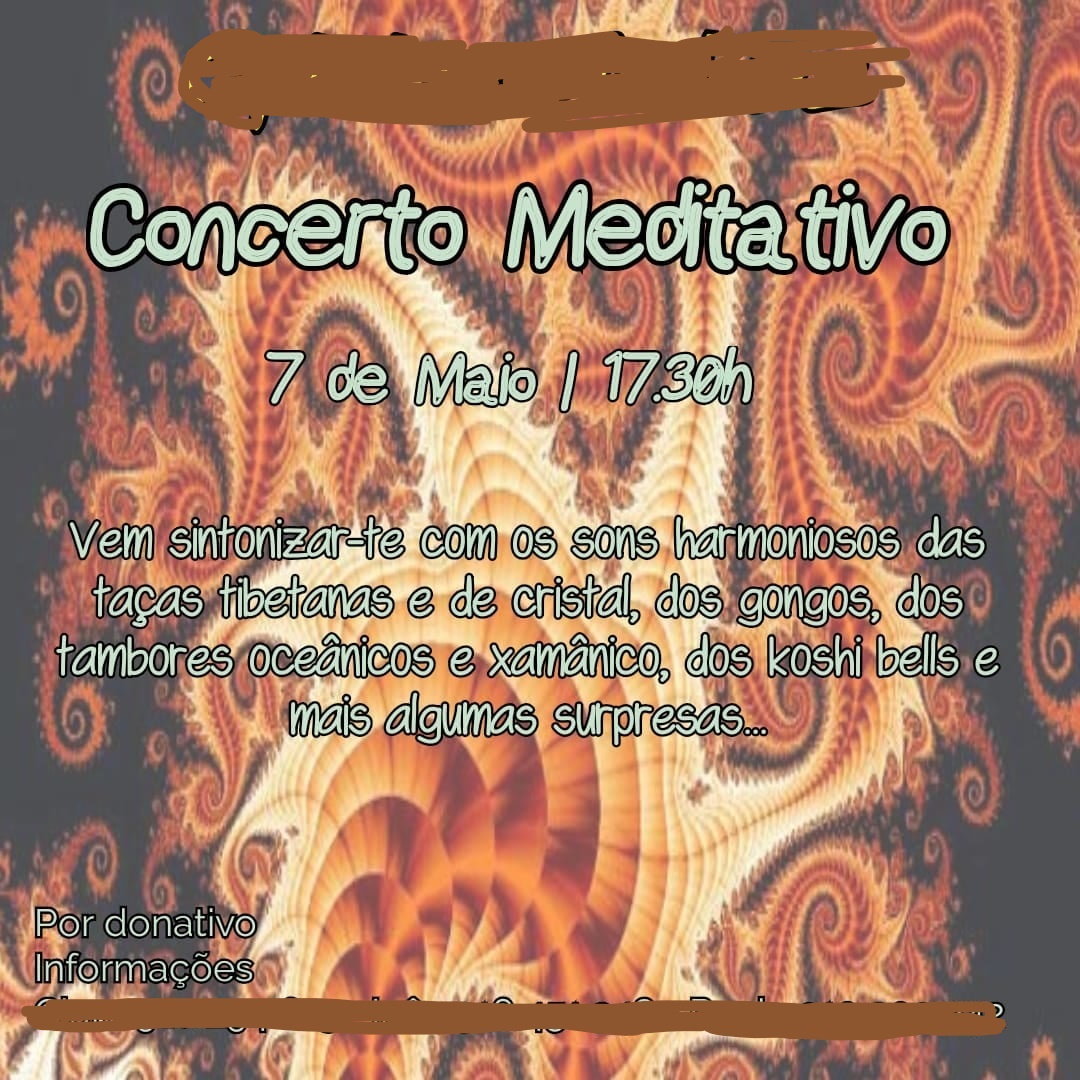 Concerto Meditativo
7 de Maio | 17.30h
Vem sintonizar-te com os sons harmoniosos das
taças tibetanas e de cristal, dos gongos, dos
tambores oceânicos e xamânico, dos koshi bells e
mais algumas surpresas...
Por donativo
Informações